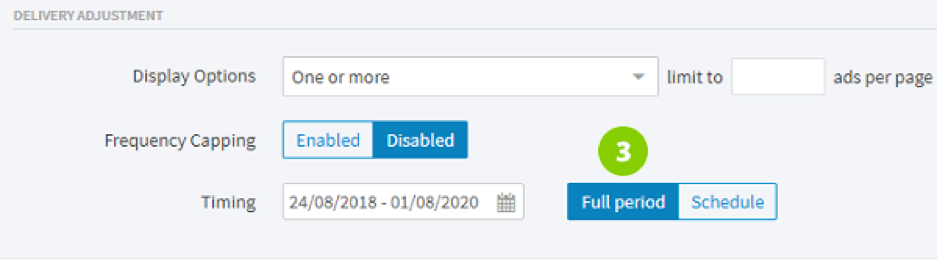 DELIVERY ADJUSTMENT
Display Options One or more limit to ads per page
Frequency Capping Enabled Disabled
3
Timing 24/08/2018 - 01/08/2020 Full period Schedule